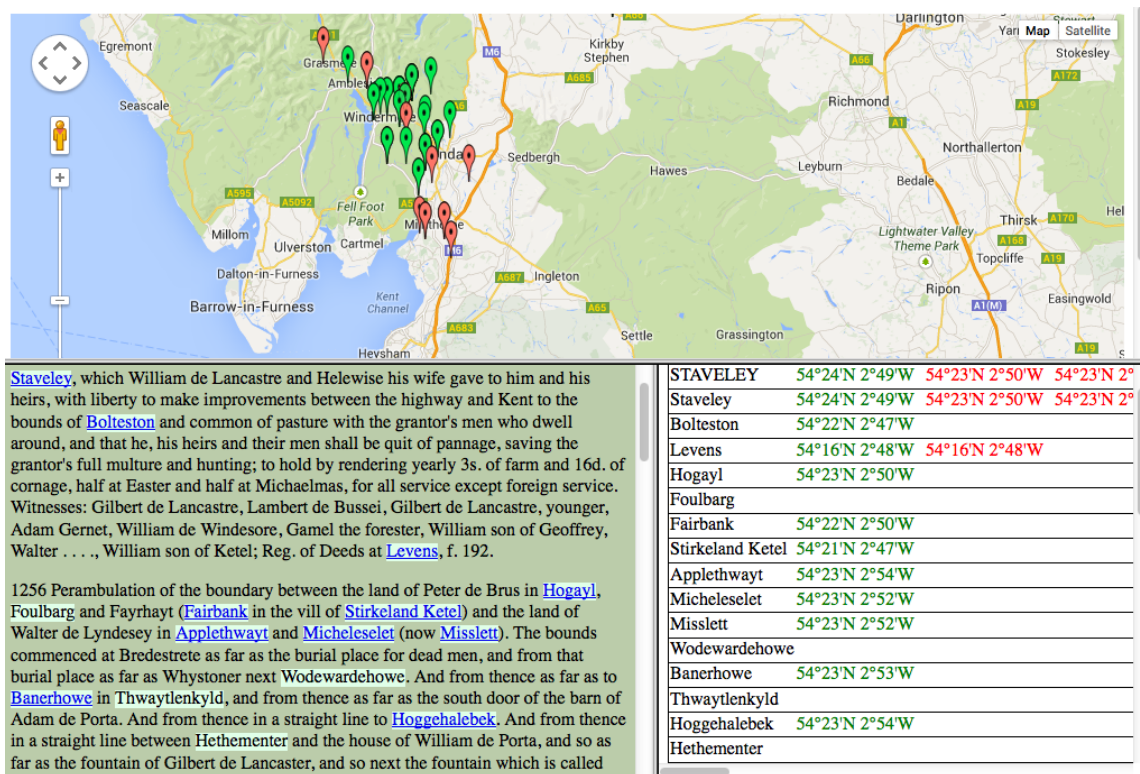 Darlington
Stewart
Egremont
Kirkby
Stephen
Map
Satellite
M6
A66
Stokesley
Grasmere
A685
A172
Seascale
Richmond
A19
A1
Northallerton
Sedbergh
Hawes
Leyburn
Bedale
A595
A5092
Fell Foot
Park
Thirsk
A170
Millom
Ulverston
Cartmel
Lightwater Valley
Theme Park
A168
Topcliffe
A19
M6
Dalton-in-Furness
A687
Ingleton
Ripon
Barrow-in-Furness
Kent
Channel
A65
A1(M)
Easingwold
A683
Settle
Grassington
A19
Heysham
Staveley, which William de Lancastre and Helewise his wife gave to him and his
heirs, with liberty to make improvements between the highway and Kent to the
bounds of Bolteston and common of pasture with the grantor's men who dwell
around, and that he, his heirs and their men shall be quit of pannage, saving the
grantor's full multure and hunting; to hold by rendering yearly 3s. of farm and 16d. of
cornage, half at Easter and half at Michaelmas, for all service except foreign service.
Witnesses: Gilbert de Lancastre, Lambert de Bussei, Gilbert de Lancastre, younger,
Adam Gernet, William de Windesore, Gamel the forester, William son of Geoffrey,
Walter . . . ., William son of Ketel; Reg. of Deeds at Levens, f. 192.
1256 Perambulation of the boundary between the land of Peter de Brus in Hogayl,
Foulbarg and Fayrhayt (Fairbank in the vill of Stirkeland Ketel) and the land of
Walter de Lyndesey in Applethwayt and Micheleselet (now Misslett). The bounds
commenced at Bredestrete as far as the burial place for dead men, and from that
burial place as far as Whystoner next Wodewardehowe. And from thence as far as to
Banerhowe in Thwaytlenkyld, and from thence as far as the south door of the barn of
Adam de Porta. And from thence in a straight line to Hoggehalebek. And from thence
in a straight line between Hethementer and the house of William de Porta, and so as
far as the fountain of Gilbert de Lancaster, and so next the fountain which is called
STAVELEY 54°24'N 2°49'W 54°23'N 2°50'W 54°23'N 2°
Staveley 54°24'N 2°49'W 54°23'N 2°50'W 54°23'N 2°
Bolteston 54°22'N 2°47'W
Levens 54°16'N 2°48'W 54°16'N 2°48'W
Hogayl 54°23'N 2°50'W
Foulbarg
Fairbank 54°22'N 2°50'W
Stirkeland Ketel 54°21'N 2°47'W
Applethwayt 54°23'N 2°54'W
Micheleselet 54°23'N 2°52'W
Misslett 54°23'N 2°52'W
Wodewardehowe
Banerhowe 54°23'N 2°53'W
Thwaytlenkyld
Hoggehalebek 54°23'N 2°54'W
Hethementer